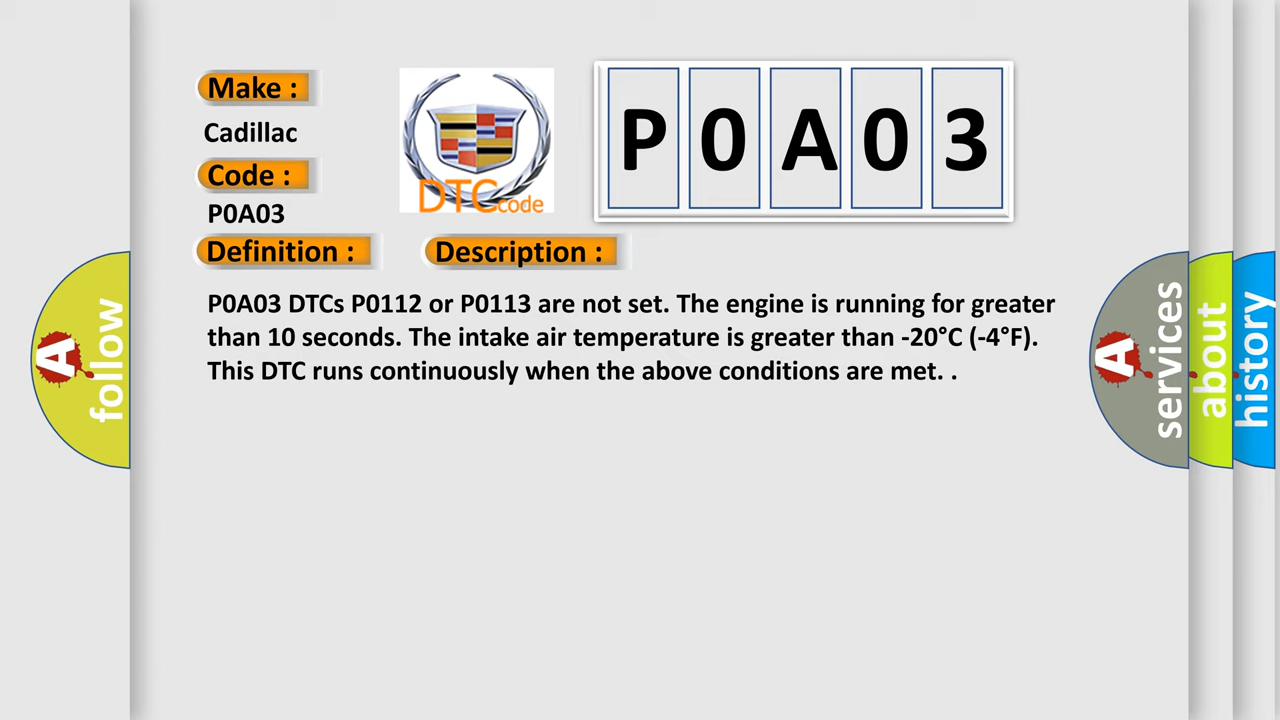 Make :
Cadillac
Code :
P0A03
Definition :
Description :
DTC code
P0A03
P0A03 DTCs P0112 or P0113 are not set. The engine is running for greater
than 10 seconds. The intake air temperature is greater than -20°C (-4°F).
This DTC runs continuously when the above conditions are met. .
A
follow
A
services
about
history